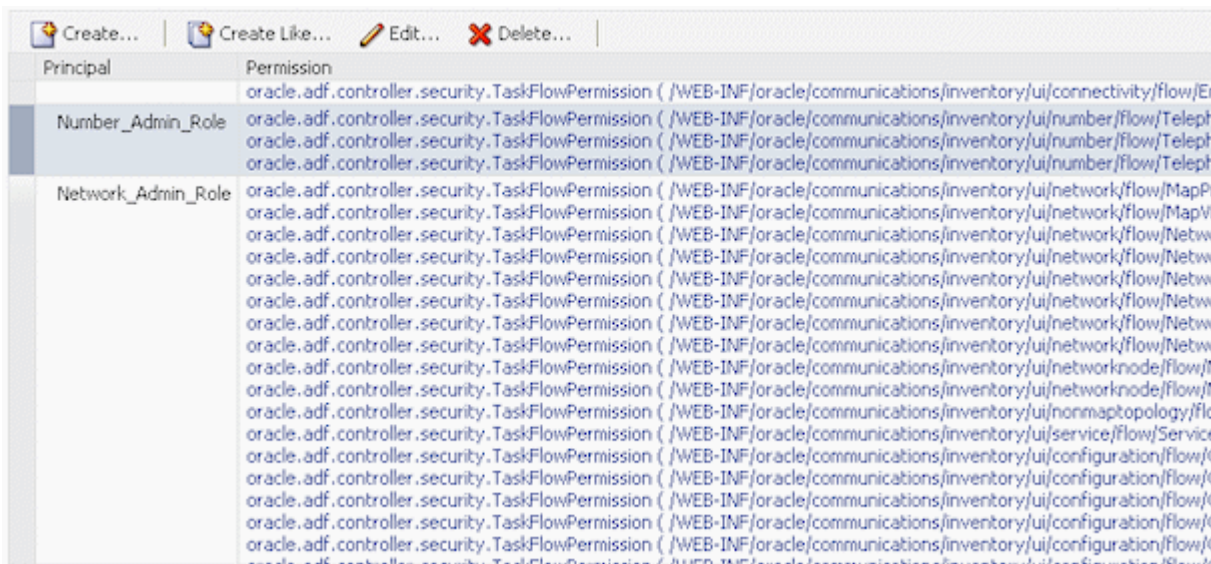 Create... Create Like... Edit... Delete...
Principal Permission
oracle.adf.controller.security.TaskFlowPermission ( /WEB-INF/oracle/communications/inventory/ui/connectivity/flow/E
Number_Admin_Role oracle.adf.controller.security.TaskFlowPermission ( /WEB-INF/oracle/communications/inventory/ui/number/flow/Teleph
oracle.adf.controller.security.TaskFlowPermission ( /WEB-INF/oracle/communications/inventory/ui/number/flow/Teleph
oracle.adf.controller.security.TaskFlowPermission ( /WEB-INF/oracle/communications/inventory/ui/number/flow/Teleph
Network_Admin_Role oracle.adf.controller.security.TaskFlowPermission ( /WEB-INF/oracle/communications/inventory/ui/network/flow/MapP
oracle.adf.controller.security.TaskFlowPermission ( /WEB-INF/oracle/communications/inventory/ui/network/flow/MapV
oracle.adf.controller.security.TaskFlowPermission ( /WEB-INF/oracle/communications/inventory/ui/network/flow/Netw
oracle.adf.controller.security.TaskFlowPermission ( /WEB-INF/oracle/communications/inventory/ui/network/flow/Netw
oracle.adf.controller.security.TaskFlowPermission ( /WEB-INF/oracle/communications/inventory/ui/network/flow/Netw
oracle.adf.controller.security.TaskFlowPermission ( /WEB-INF/oracle/communications/inventory/ui/network/flow/Netw
oracle.adf.controller.security.TaskFlowPermission ( /WEB-INF/oracle/communications/inventory/ui/network/flow/Netw
oracle.adf.controller.security.TaskFlowPermission ( /WEB-INF/oracle/communications/inventory/ui/network/flow/Netw
oracle.adf.controller.security.TaskFlowPermission ( /WEB-INF/oracle/communications/inventory/ui/networknode/flow/
oracle.adf.controller.security.TaskFlowPermission ( /WEB-INF/oracle/communications/inventory/ui/networknode/flow/
oracle.adf.controller.security.TaskFlowPermission ( /WEB-INF/oracle/communications/inventory/ui/nonmaptopology/flo
oracle.adf.controller.security.TaskFlowPermission ( /WEB-INF/oracle/communications/inventory/ui/service/flow/Service
oracle.adf.controller.security.TaskFlowPermission ( /WEB-INF/oracle/communications/inventory/ui/configuration/flow/
oracle.adf.controller.security.TaskFlowPermission ( /WEB-INF/oracle/communications/inventory/ui/configuration/flow/
oracle.adf.controller.security.TaskFlowPermission ( /WEB-INF/oracle/communications/inventory/ui/configuration/flow/
oracle.adf.controller.security.TaskFlowPermission ( /WEB-INF/oracle/communications/inventory/ui/configuration/flow/
oracle.adf.controller.security.TaskFlowPermission ( /WEB-INF/oracle/communications/inventory/ui/configuration/flow/